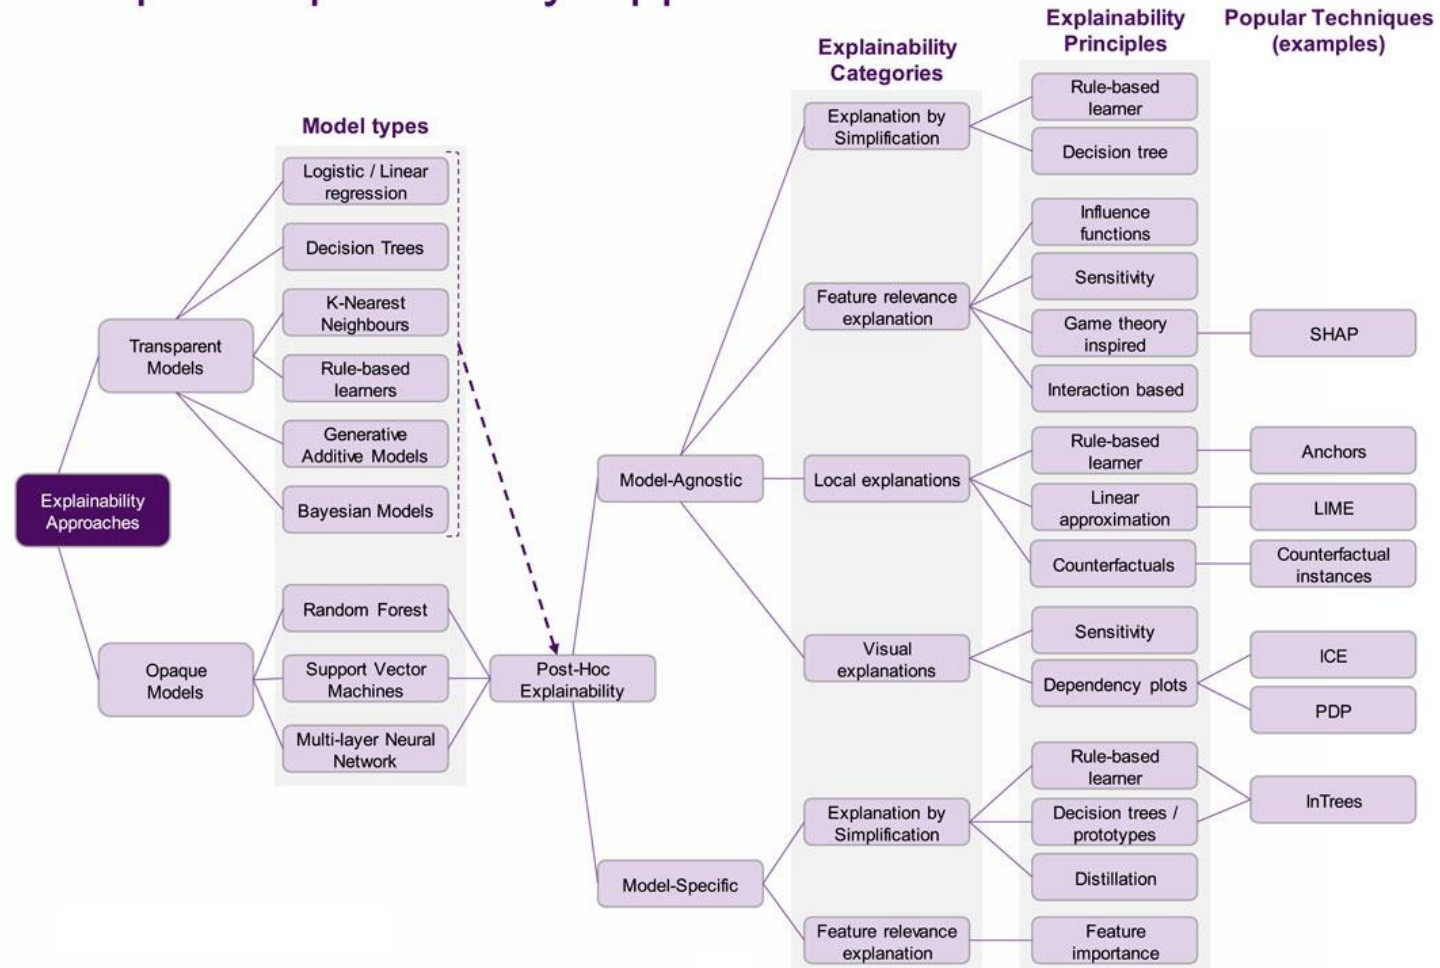 Explainability
Principles
Popular Techniques
(examples)
Explainability
Categories
Model types
Logistic / Linear
regression
Decision Trees
K-Nearest
Neighbours
Rule-based
learners
Generative
Additive Models
Bayesian Models
Transparent
Models
Explainability
Approaches
Opaque
Models
Random Forest
Support Vector
Machines
Multi-layer Neural
Network
Post-Hoc
Explainability
Model-Agnostic
Model-Specific
Explanation by
Simplification
Feature relevance
explanation
Local explanations
Visual
explanations
Explanation by
Simplification
Feature relevance
explanation
Rule-based
learner
Decision tree
Influence
functions
Sensitivity
Game theory
inspired
Interaction based
Rule-based
learner
Linear
approximation
Counterfactuals
Sensitivity
Dependency plots
Rule-based
learner
Decision trees /
prototypes
Distillation
Feature
importance
SHAP
Anchors
LIME
Counterfactual
instances
ICE
PDP
InTrees